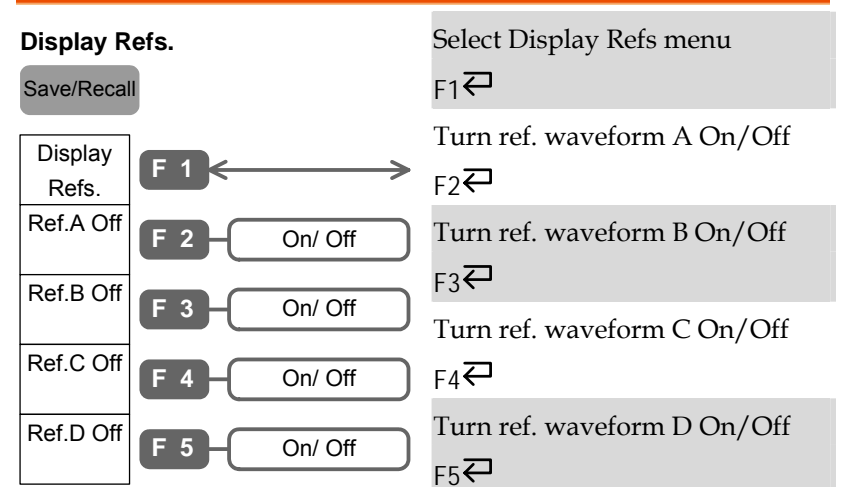 Display Refs.
Save/Recall
Display
Refs.
F 1
Ref.A Off
F 2
On/ Off
Ref.B Off
F 3
On/ Off
Ref.C Off
F 4
On/ Off
Ref.D Off
F 5
On/ Off
Select Display Refs menu
F1
Turn ref. waveform A On/Off
F2
Turn ref. waveform B On/Off
F3
Turn ref. waveform C On/Off
F4
Turn ref. waveform D On/Off
F5